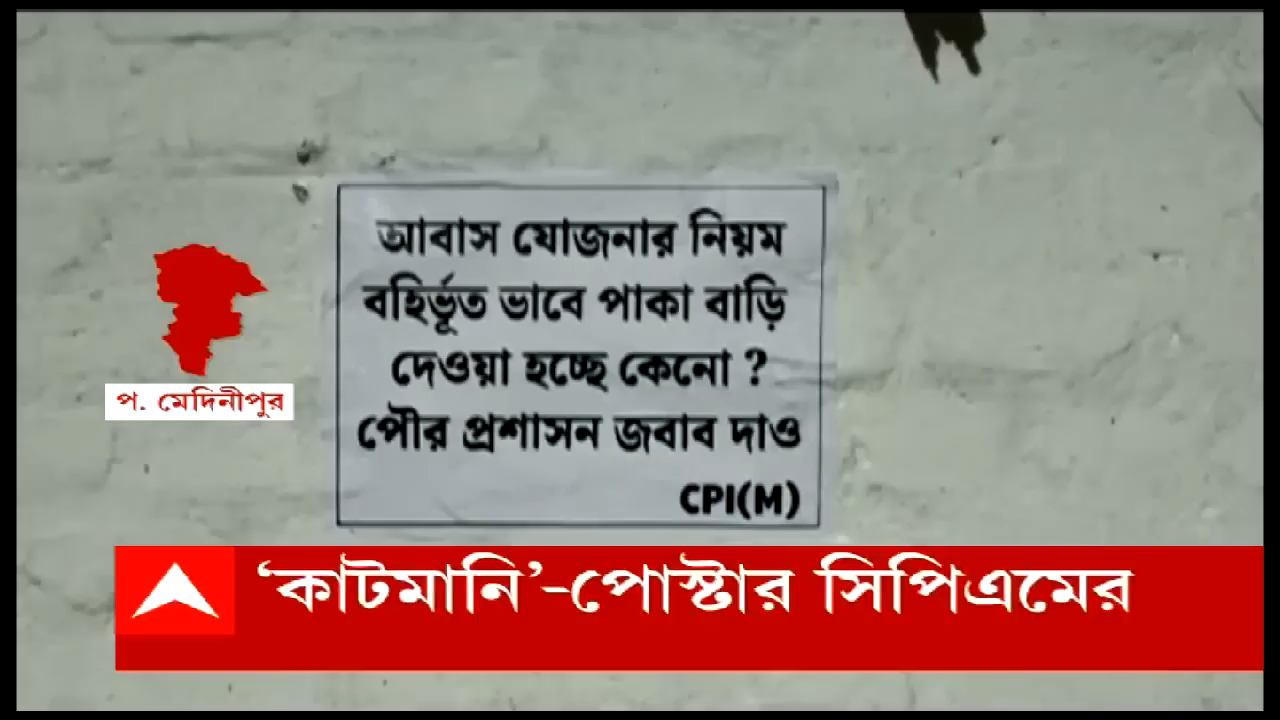 আবাস যোজনার নিয়ম
বহির্ভূত ভাবে পাকা বাড়ি
দেওয়া হচ্ছে কেনো ?
পৌর প্রশাসন জবাব দাও
CPI(M)
প. মেদিনীপুর
‘কাটমানি’-পোস্টার সিপিএমের